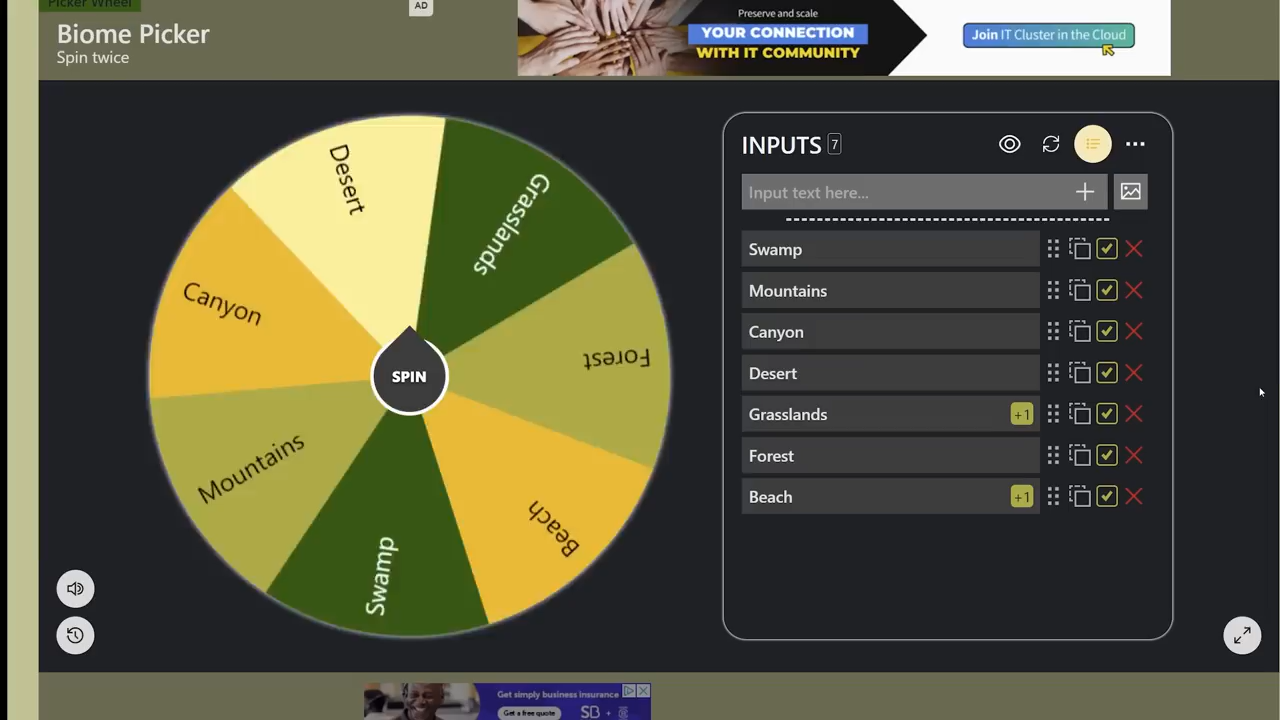 Picker Wheel
Biome Picker
Spin twice
AD
Preserve and scale
YOUR CONNECTION
WITH IT COMMUNITY
Join IT Cluster in the Cloud
Desert
Grasslands
Canyon
Forest
SPIN
Mountains
Beach
Swamp
INPUTS 7
Input text here...
Swamp
Mountains
Canyon
Desert
Grasslands +1
Forest
Beach +1
Get simply business insurance
Get a free quote
SB +